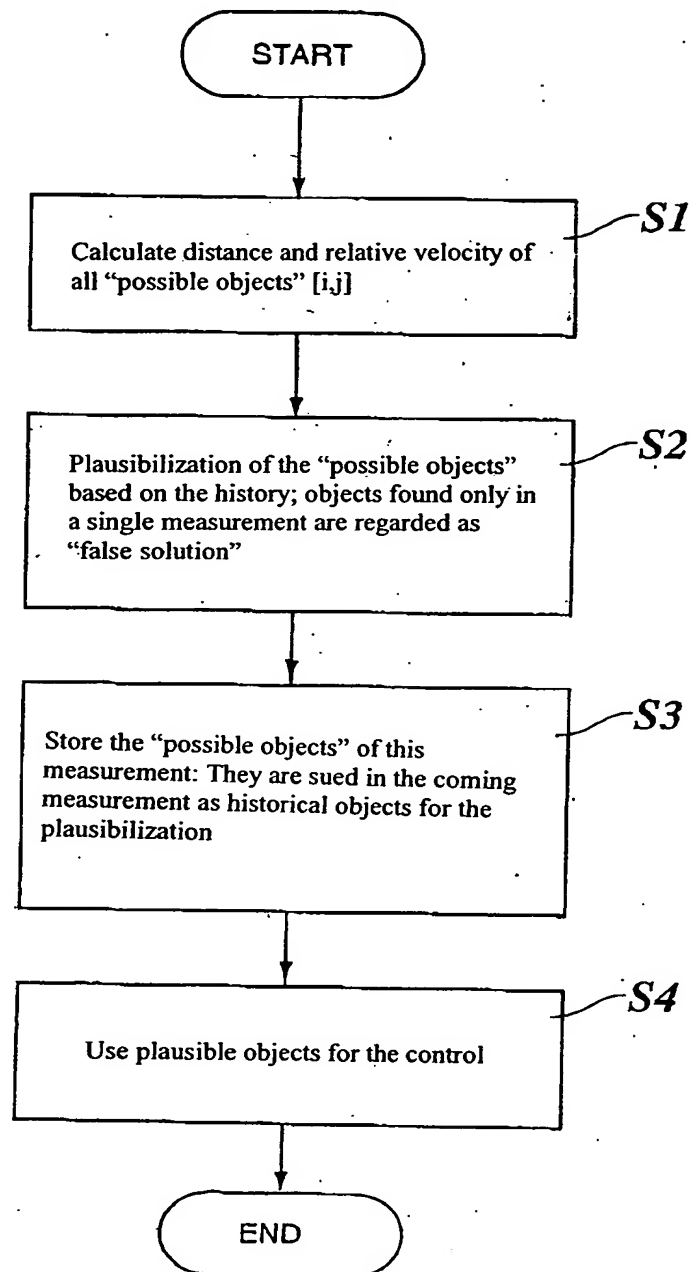 START
S1
Calculate distance and relative velocity of
all “possible objects” [i,j]
S2
Plausibilization of the “possible objects”
based on the history; objects found only in
a single measurement are regarded as
“false solution”
S3
Store the “possible objects” of this
measurement: They are sued in the coming
measurement as historical objects for the
plausibilization
S4
Use plausible objects for the control
END